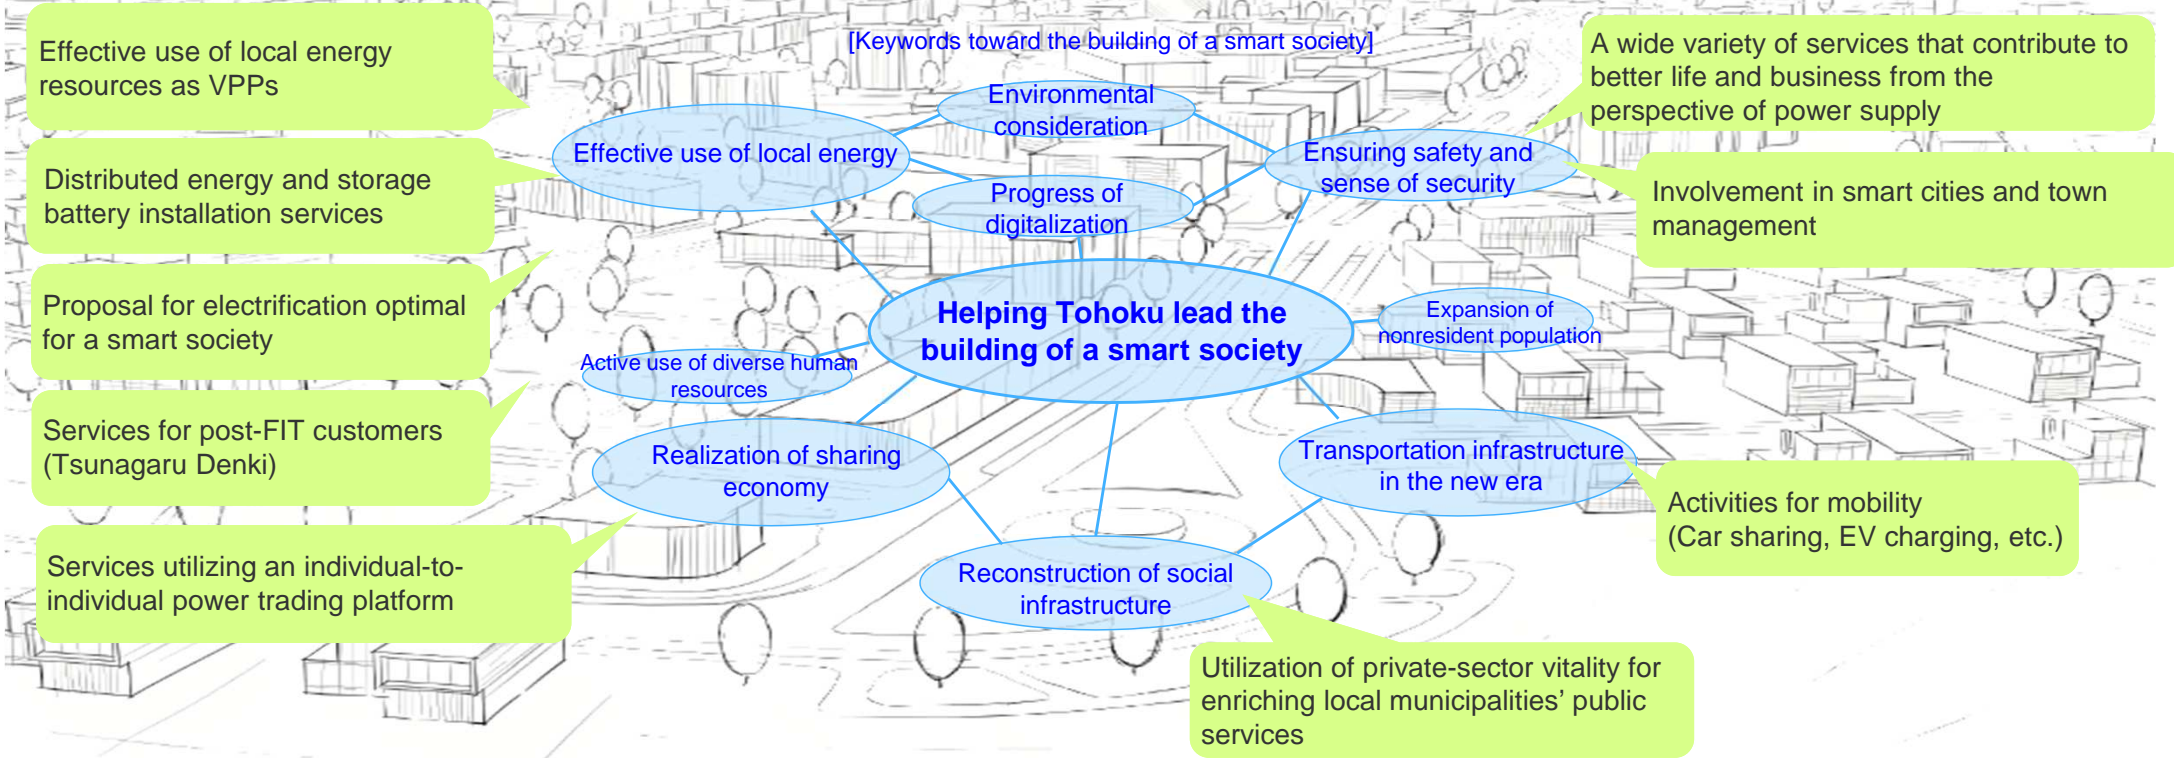 [Keywords toward the building of a smart society]
Effective use of local energy
resources as VPPs
Distributed energy and storage
battery installation services
Proposal for electrification optimal
for a smart society
Services for post-FIT customers
(Tsunagaru Denki)
Services utilizing an individual-to-
individual power trading platform
Effective use of local energy
Environmental
consideration
Progress of
digitalization
Ensuring safety and
sense of security
Helping Tohoku lead the
building of a smart society
Expansion of
nonresident population
Active use of diverse human
resources
Realization of sharing
economy
Transportation infrastructure
in the new era
Reconstruction of social
infrastructure
A wide variety of services that contribute to
better life and business from the
perspective of power supply
Involvement in smart cities and town
management
Activities for mobility
(Car sharing, EV charging, etc.)
Utilization of private-sector vitality for
enriching local municipalities’ public
services